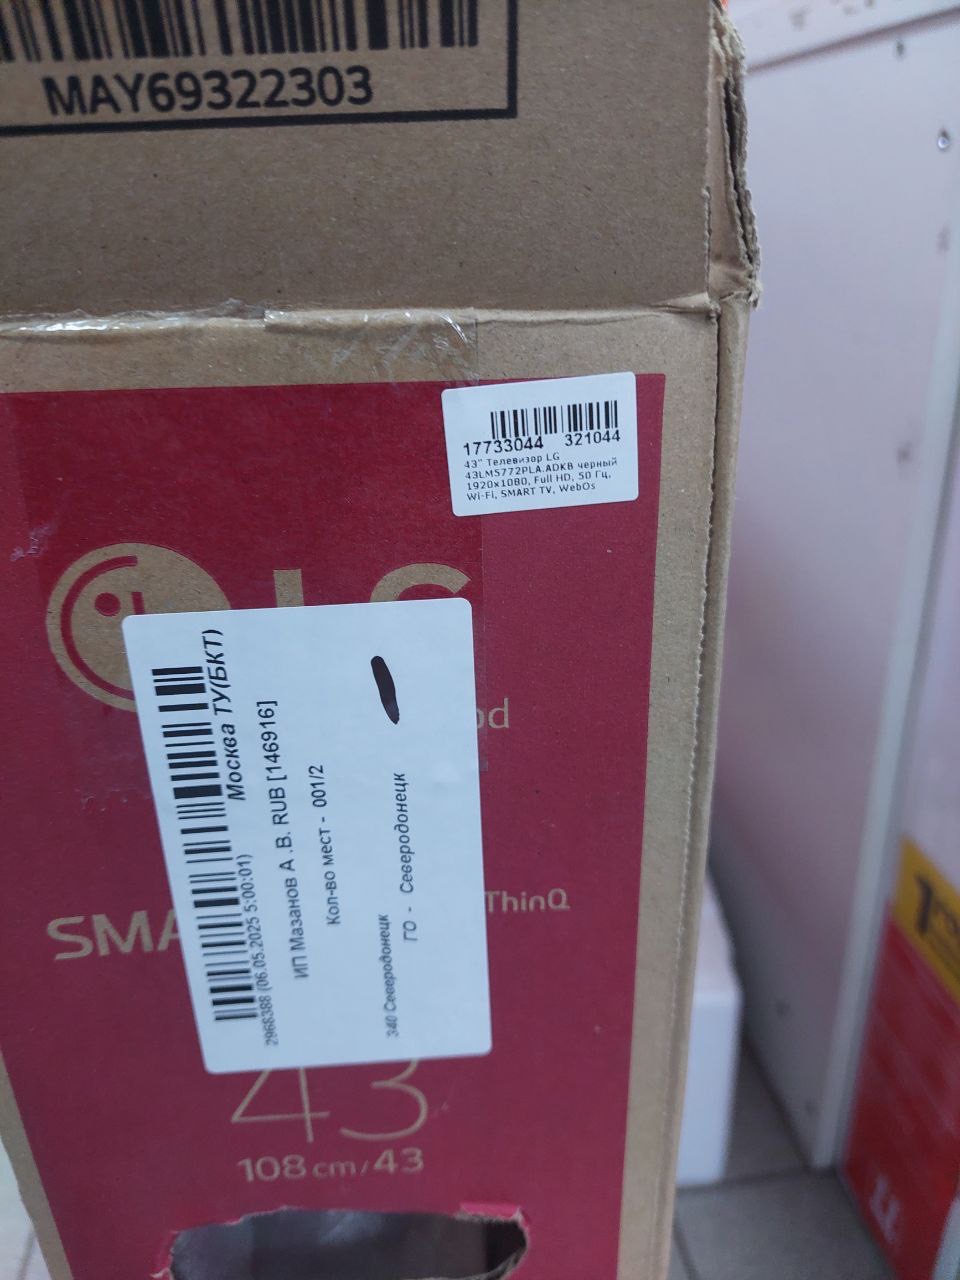 MAY69322303
17733044 321044
43" Телевизор LG
43LM5772PLA.ADKB черный
1920x1080, Full HD, 50 Гц,
Wi-Fi, SMART TV, WebOs
LG
Москва ТУ(БКТ)
2968388 (06.05.2025 5:00:01)
ИП Мазанов А .В. RUB [146916]
Кол-во мест - 001/2
340 Северодонецк
ГО - Северодонецк
ThinQ
43
108 cm / 43